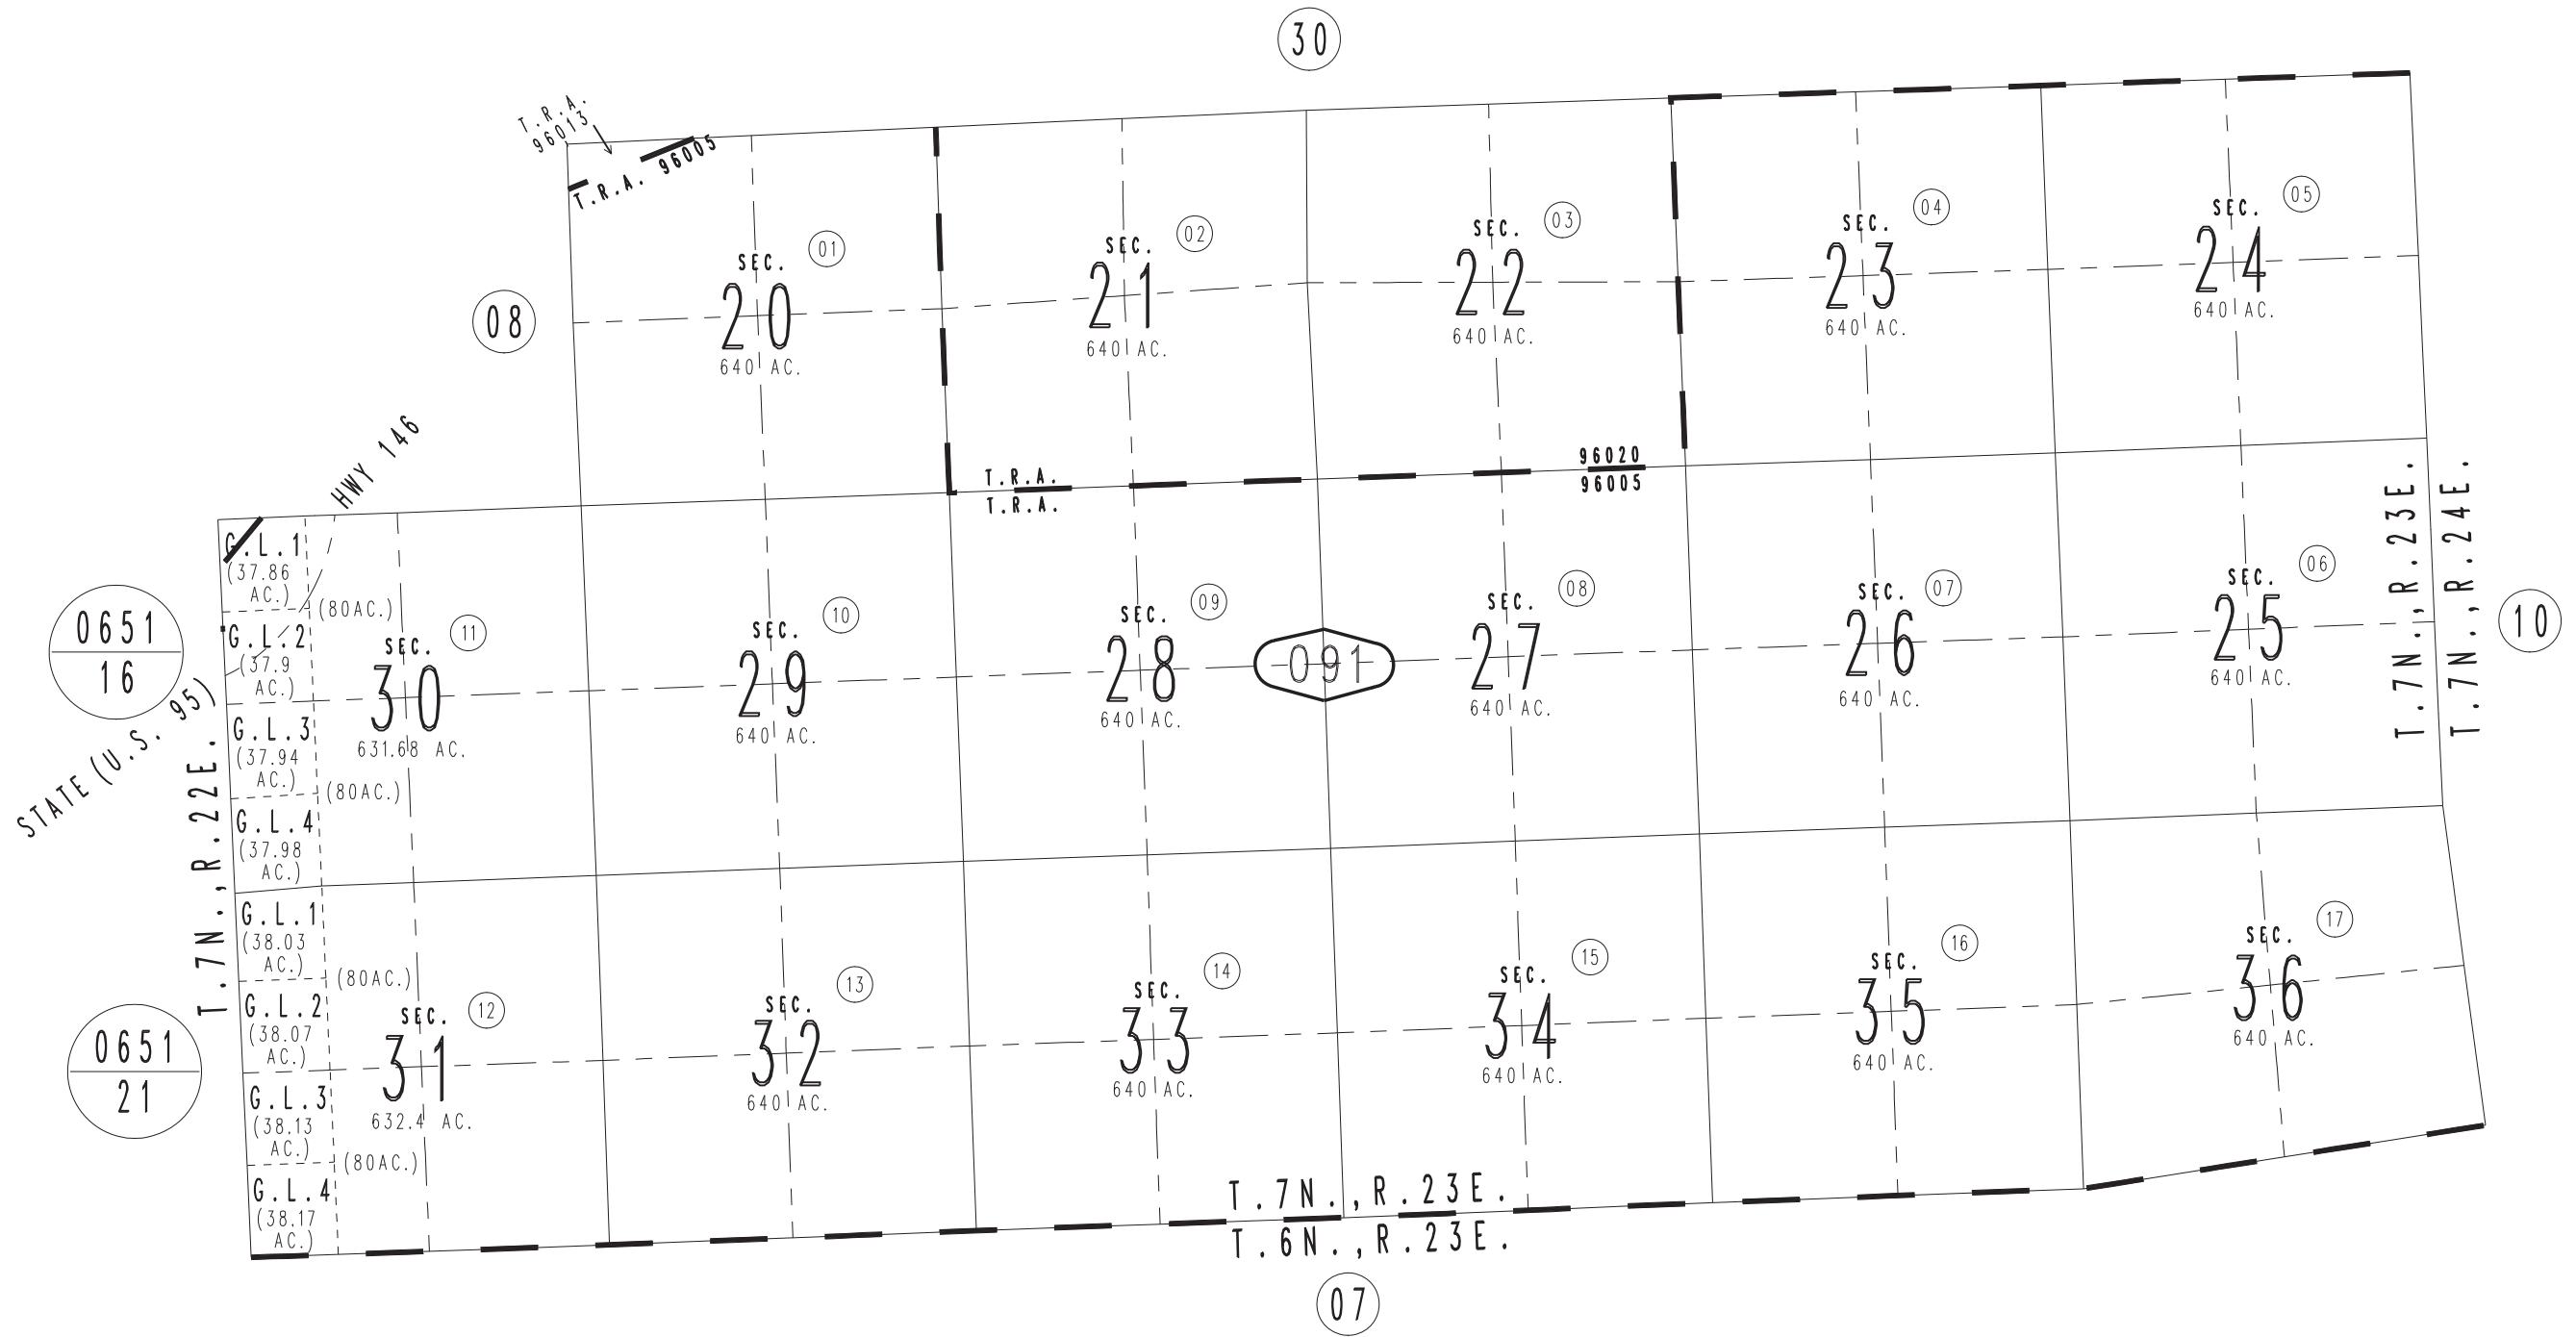 30
T.R.A.
96013
T.R.A. 96005
08
01
SEC.
20
640 AC.
02
SEC.
21
640 AC.
03
SEC.
22
640 AC.
04
SEC.
23
640 AC.
05
SEC.
24
640 AC.
HWY 146
T.R.A. 96020
T.R.A. 96005
0651
16
STATE (U.S. 95)
T.7N.,R.22E.
G.L.1
(37.86
AC.)
(80AC.)
G.L.2
(37.9
AC.)
G.L.3
(37.94
AC.)
(80AC.)
G.L.4
(37.98
AC.)
11
SEC.
30
631.68 AC.
10
SEC.
29
640 AC.
09
SEC.
28
640 AC.
091
08
SEC.
27
640 AC.
07
SEC.
26
640 AC.
06
SEC.
25
640 AC.
T.7N.,R.23E.
T.7N.,R.24E.
10
0651
21
G.L.1
(38.03
AC.)
(80AC.)
G.L.2
(38.07
AC.)
G.L.3
(38.13
AC.)
(80AC.)
G.L.4
(38.17
AC.)
12
SEC.
31
632.4 AC.
13
SEC.
32
640 AC.
14
SEC.
33
640 AC.
15
SEC.
34
640 AC.
16
SEC.
35
640 AC.
17
SEC.
36
640 AC.
T.7N.,R.23E.
T.6N.,R.23E.
07